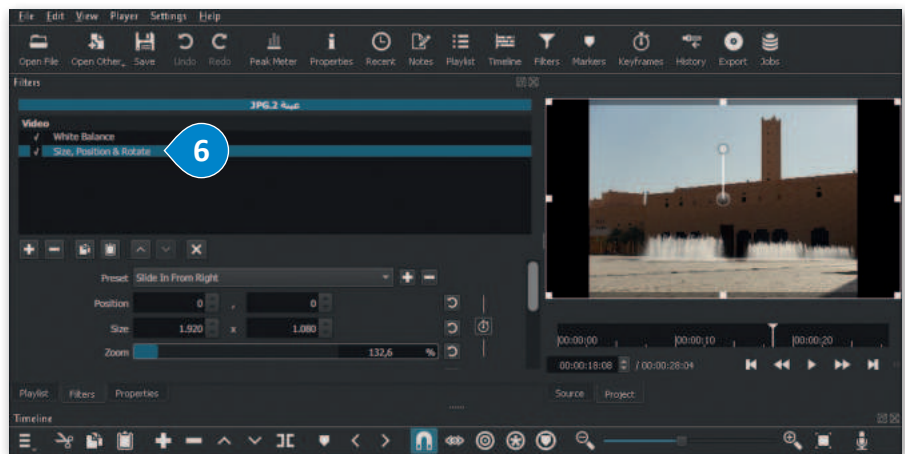 File Edit View Player Settings Help
Open File Open Other... Save Undo Redo Peak Meter Properties Recent Notes Playlist Timeline Filters Markers Keyframes History Export Jobs
Filters
عينة 2.JPG
Video
✓ White Balance
✓ Size, Position & Rotate
6
Preset Slide In From Right
Position 0 , 0
Size 1.920 x 1.080
Zoom 132,6 %
00:00:00 00:00:10 00:00:20
00:00:18:08 / 00:00:28:04
Playlist Filters Properties
Source Project
Timeline